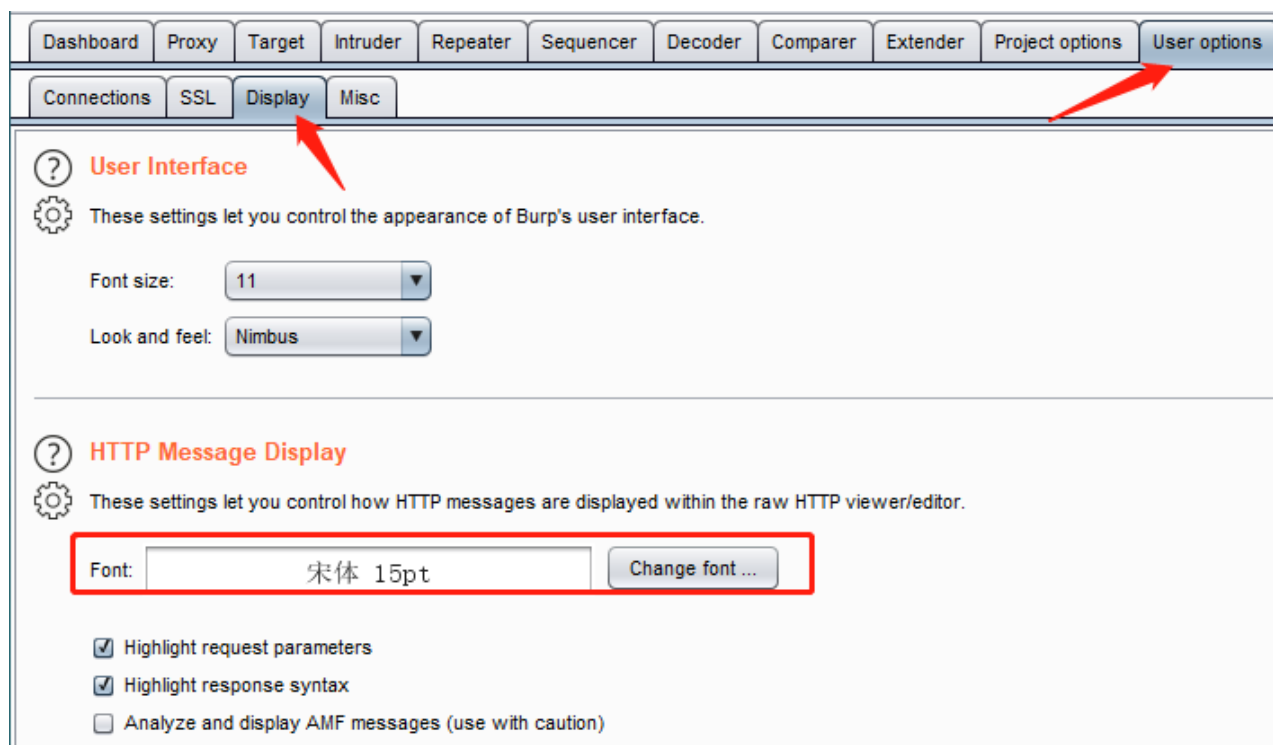 Dashboard Proxy Target Intruder Repeater Sequencer Decoder Comparer Extender Project options User options
Connections SSL Display Misc
? User Interface
These settings let you control the appearance of Burp's user interface.
Font size: 11
Look and feel: Nimbus
? HTTP Message Display
These settings let you control how HTTP messages are displayed within the raw HTTP viewer/editor.
Font: 宋体 15pt Change font ...
Highlight request parameters
Highlight response syntax
Analyze and display AMF messages (use with caution)